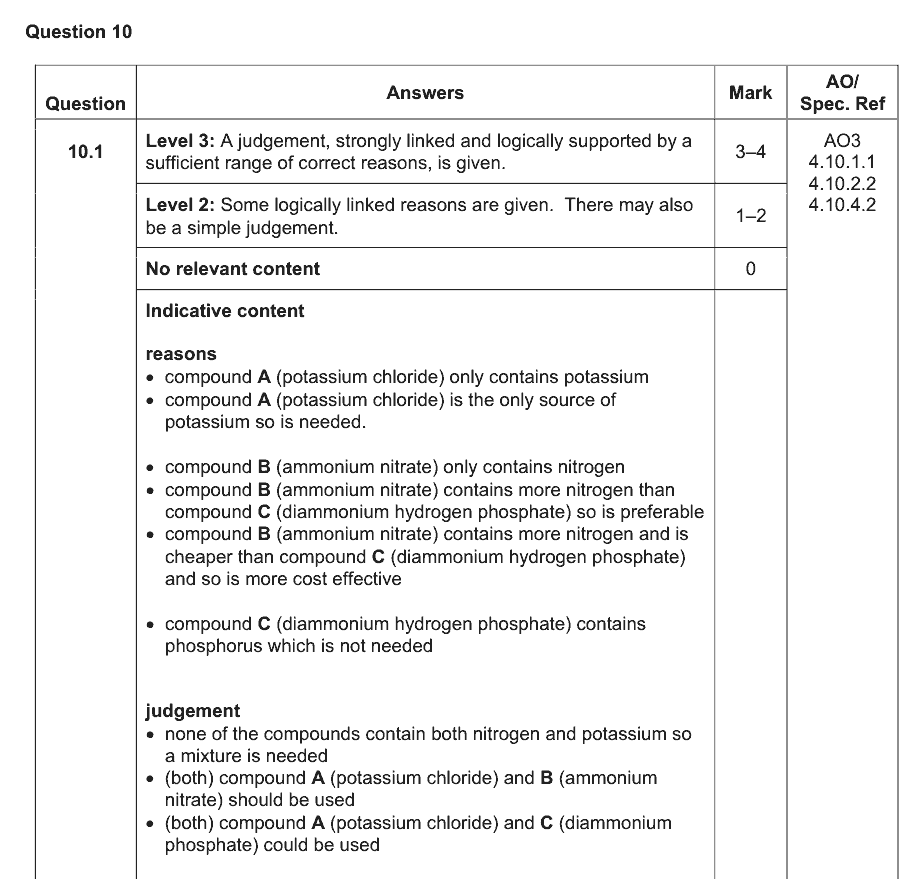 Question 10
Question
Answers
Mark
AO/
Spec. Ref
10.1
Level 3: A judgement, strongly linked and logically supported by a
sufficient range of correct reasons, is given.
3–4
AO3
4.10.1.1
4.10.2.2
4.10.4.2
Level 2: Some logically linked reasons are given.  There may also
be a simple judgement.
1–2
No relevant content
0
Indicative content
reasons
• compound A (potassium chloride) only contains potassium
• compound A (potassium chloride) is the only source of
potassium so is needed.
• compound B (ammonium nitrate) only contains nitrogen
• compound B (ammonium nitrate) contains more nitrogen than
compound C (diammonium hydrogen phosphate) so is preferable
• compound B (ammonium nitrate) contains more nitrogen and is
cheaper than compound C (diammonium hydrogen phosphate)
and so is more cost effective
• compound C (diammonium hydrogen phosphate) contains
phosphorus which is not needed
judgement
• none of the compounds contain both nitrogen and potassium so
a mixture is needed
• (both) compound A (potassium chloride) and B (ammonium
nitrate) should be used
• (both) compound A (potassium chloride) and C (diammonium
phosphate) could be used